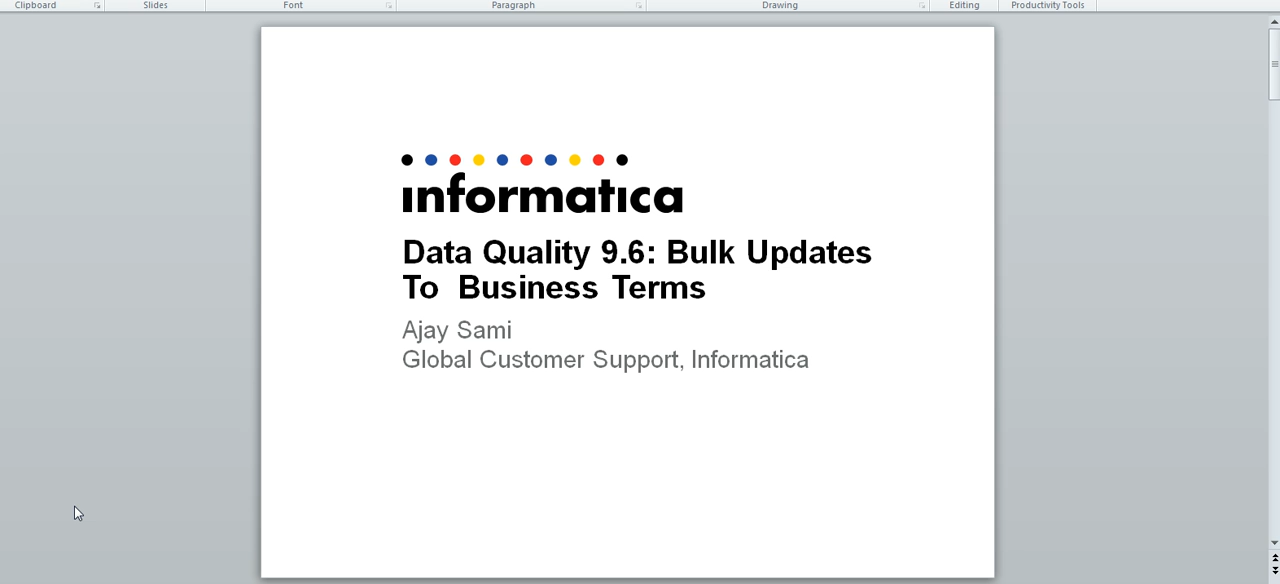 Clipboard Slides Font Paragraph Drawing Editing Productivity Tools
informatica
Data Quality 9.6: Bulk Updates
To Business Terms
Ajay Sami
Global Customer Support, Informatica